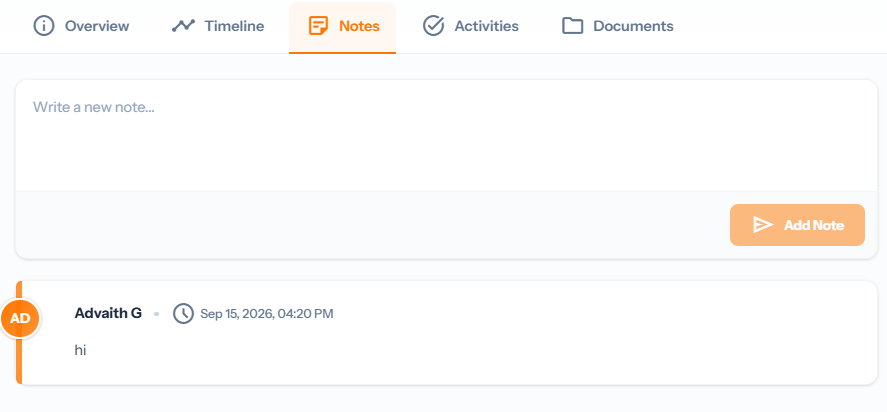 Overview Timeline Notes Activities Documents
Write a new note...
Add Note
AD Advaith G Sep 15, 2026, 04:20 PM
hi